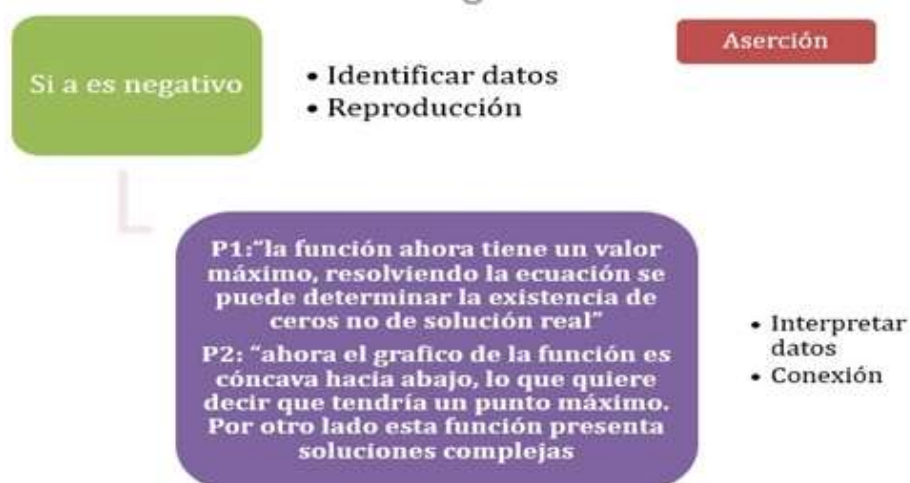 Aserción
Si a es negativo
• Identificar datos
• Reproducción
P1:"la función ahora tiene un valor
máximo, resolviendo la ecuación se
puede determinar la existencia de
ceros no de solución real"
P2: "ahora el grafico de la función es
cóncava hacia abajo, lo que quiere
decir que tendría un punto máximo.
Por otro lado esta función presenta
soluciones complejas
• Interpretar
datos
• Conexión